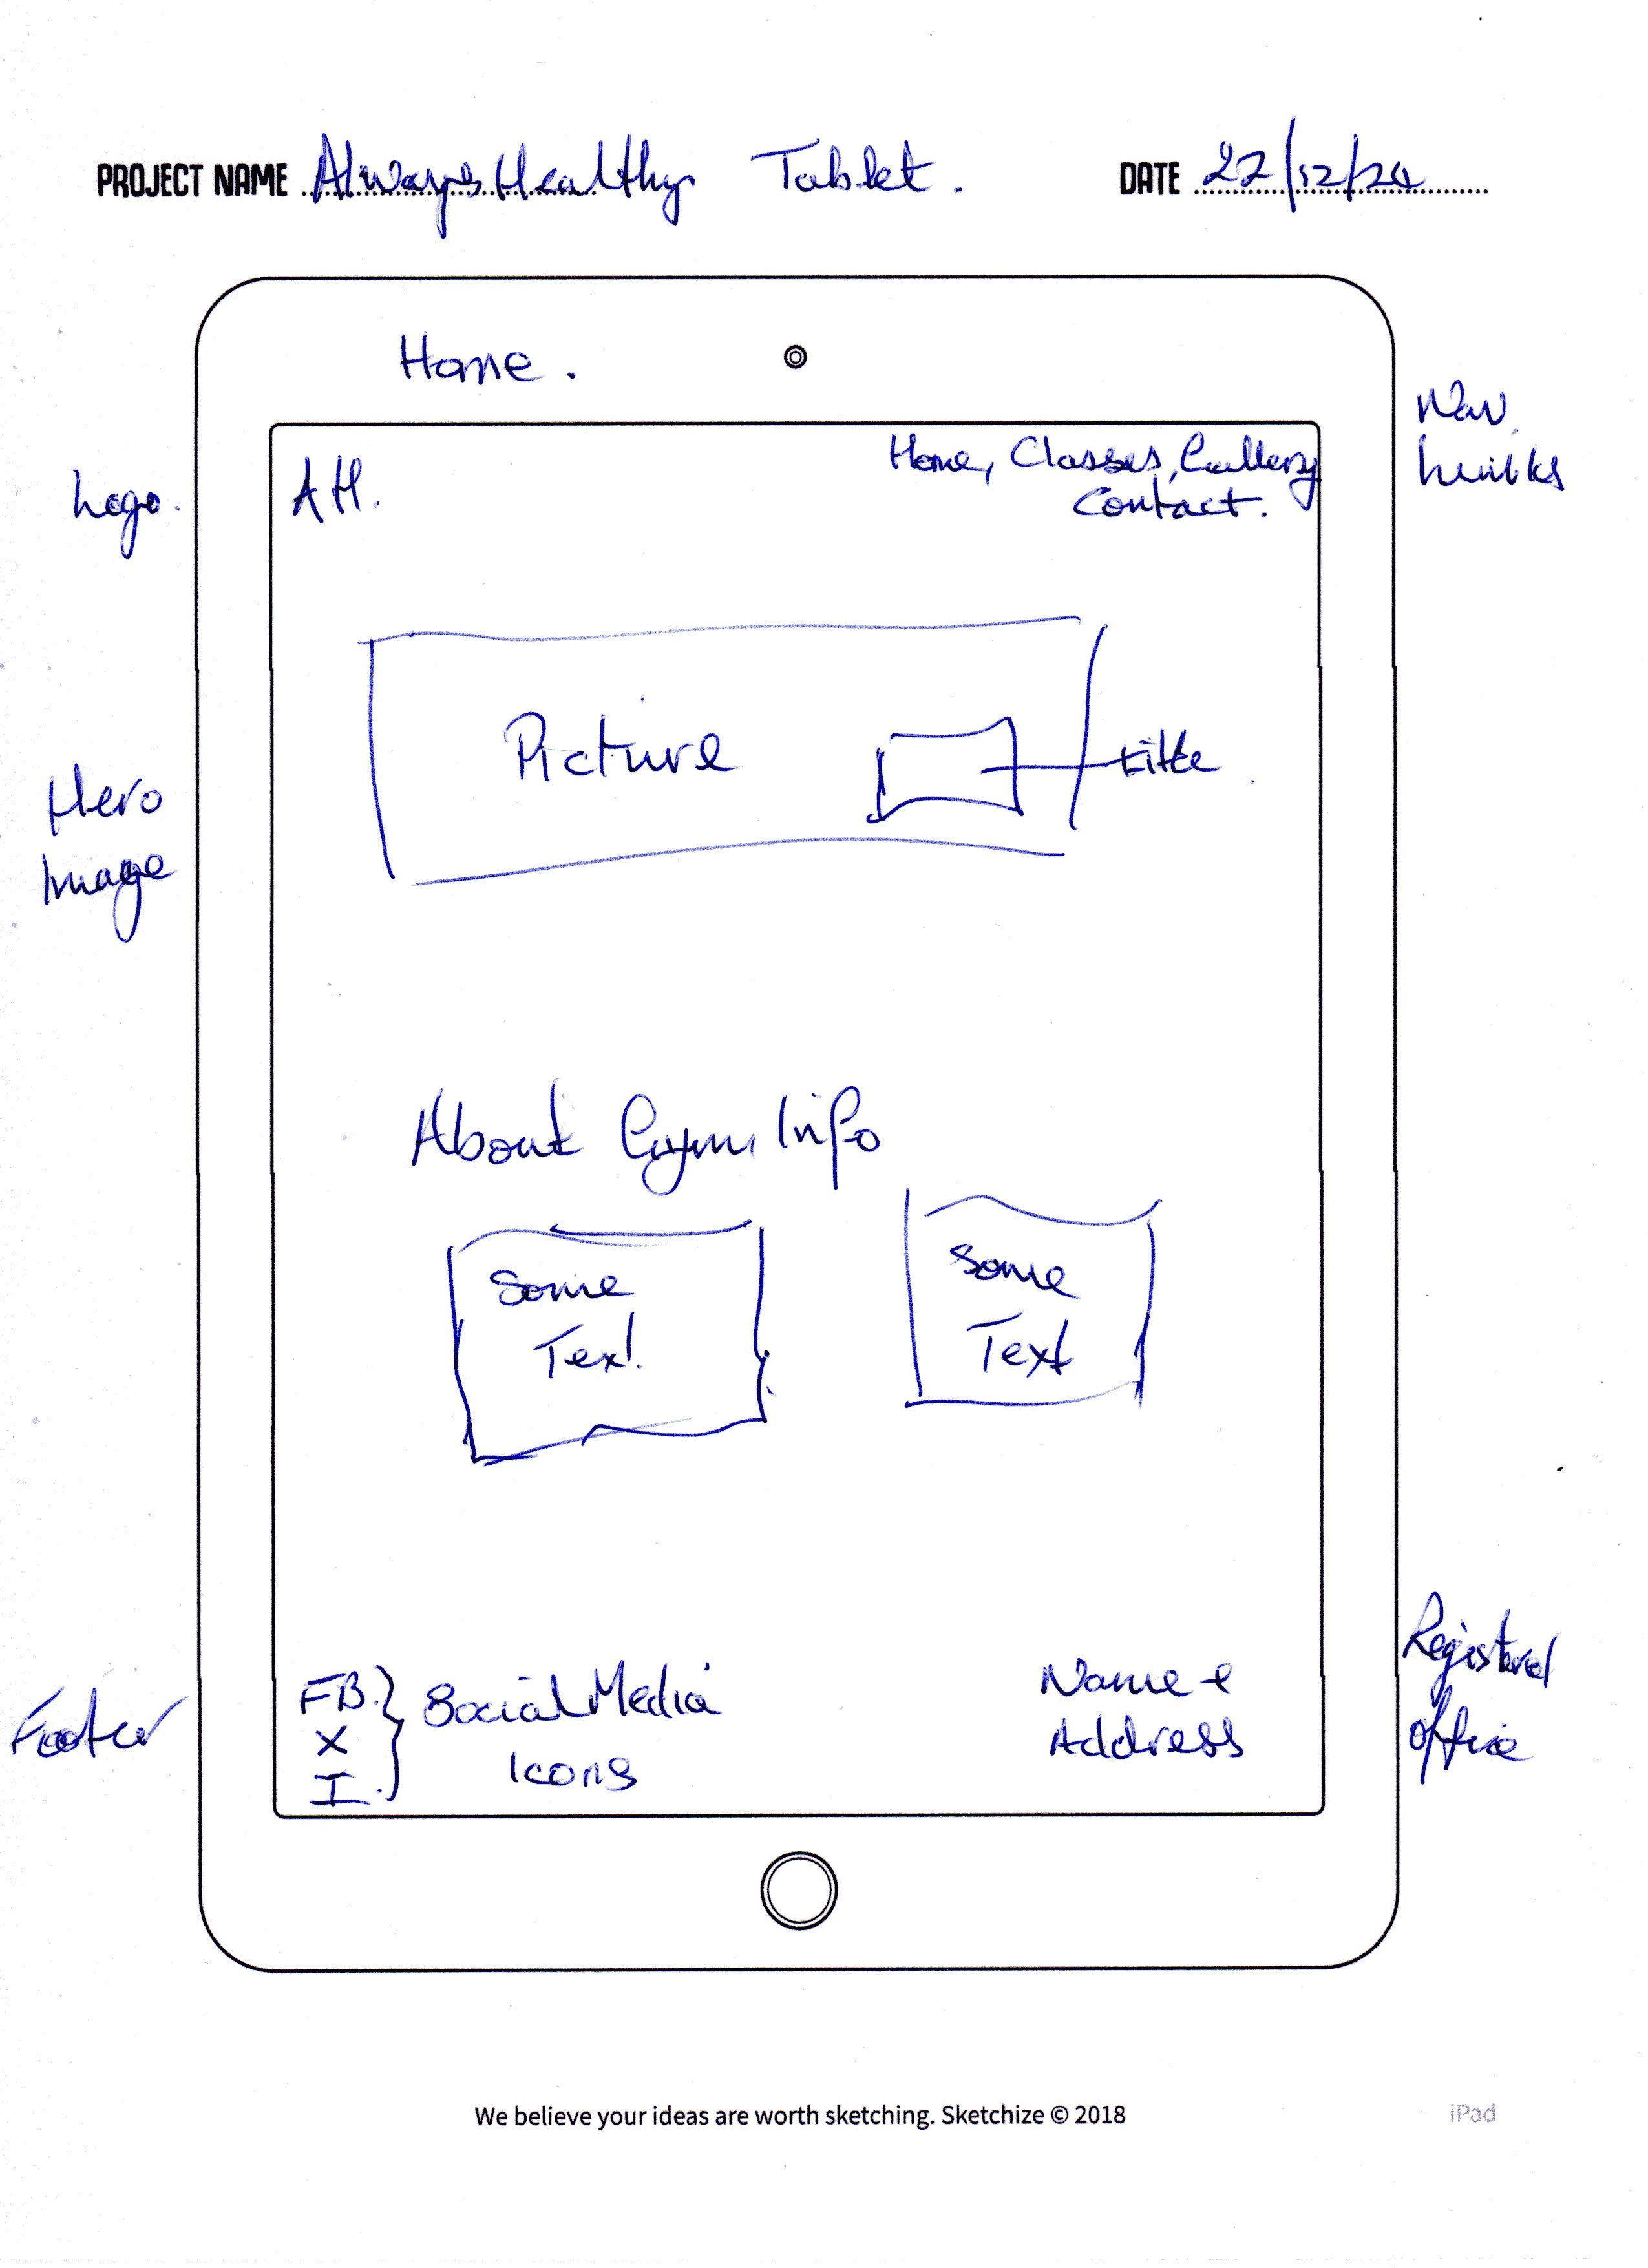 PROJECT NAME Always Healthy Tablet. DATE 22/12/24
Home.
Nav
Links
Home, Classes, Gallery
Contact.
Logo.
A H.
Picture
title
Hero
Image
About Gym Info
Some
Text.
Some
Text
Registered
office
Footer
FB.
X
I.
Social Media
Icons
Name +
Address
We believe your ideas are worth sketching. Sketchize © 2018
iPad